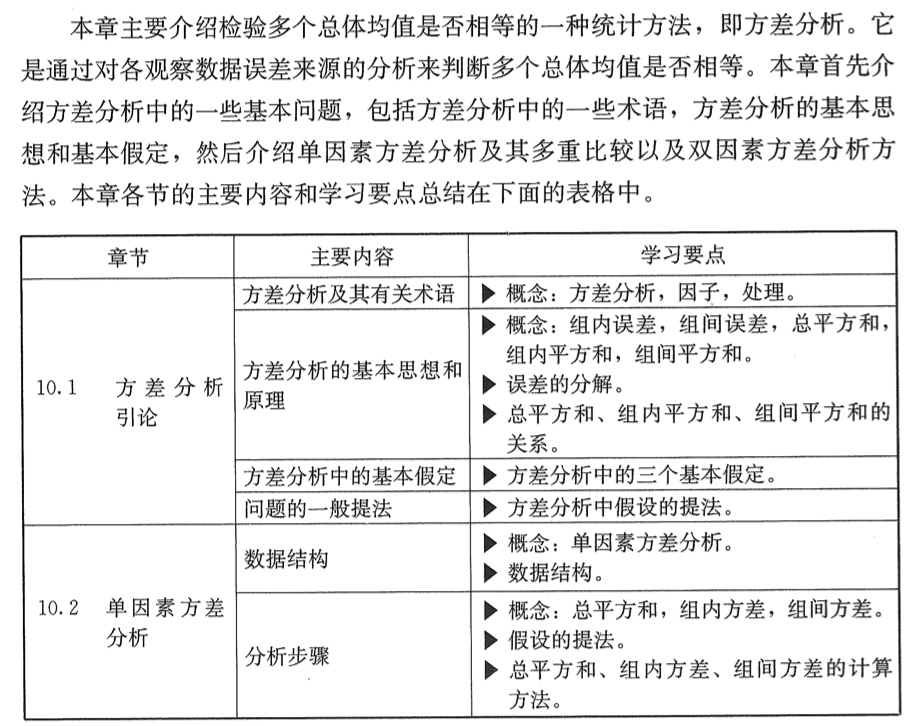 本章主要介绍检验多个总体均值是否相等的一种统计方法，即方差分析。它
是通过对各观察数据误差来源的分析来判断多个总体均值是否相等。本章首先介
绍方差分析中的一些基本问题，包括方差分析中的一些术语，方差分析的基本思
想和基本假定，然后介绍单因素方差分析及其多重比较以及双因素方差分析方
法。本章各节的主要内容和学习要点总结在下面的表格中。
章节 主要内容 学习要点
10.1 方差分析
引论
方差分析及其有关术语
▶ 概念：方差分析，因子，处理。
方差分析的基本思想和
原理
▶ 概念：组内误差，组间误差，总平方和，
组内平方和，组间平方和。
▶ 误差的分解。
▶ 总平方和、组内平方和、组间平方和的
关系。
方差分析中的基本假定
▶ 方差分析中的三个基本假定。
问题的一般提法
▶ 方差分析中假设的提法。
10.2 单因素方差
分析
数据结构
▶ 概念：单因素方差分析。
▶ 数据结构。
分析步骤
▶ 概念：总平方和，组内方差，组间方差。
▶ 假设的提法。
▶ 总平方和、组内方差、组间方差的计算
方法。